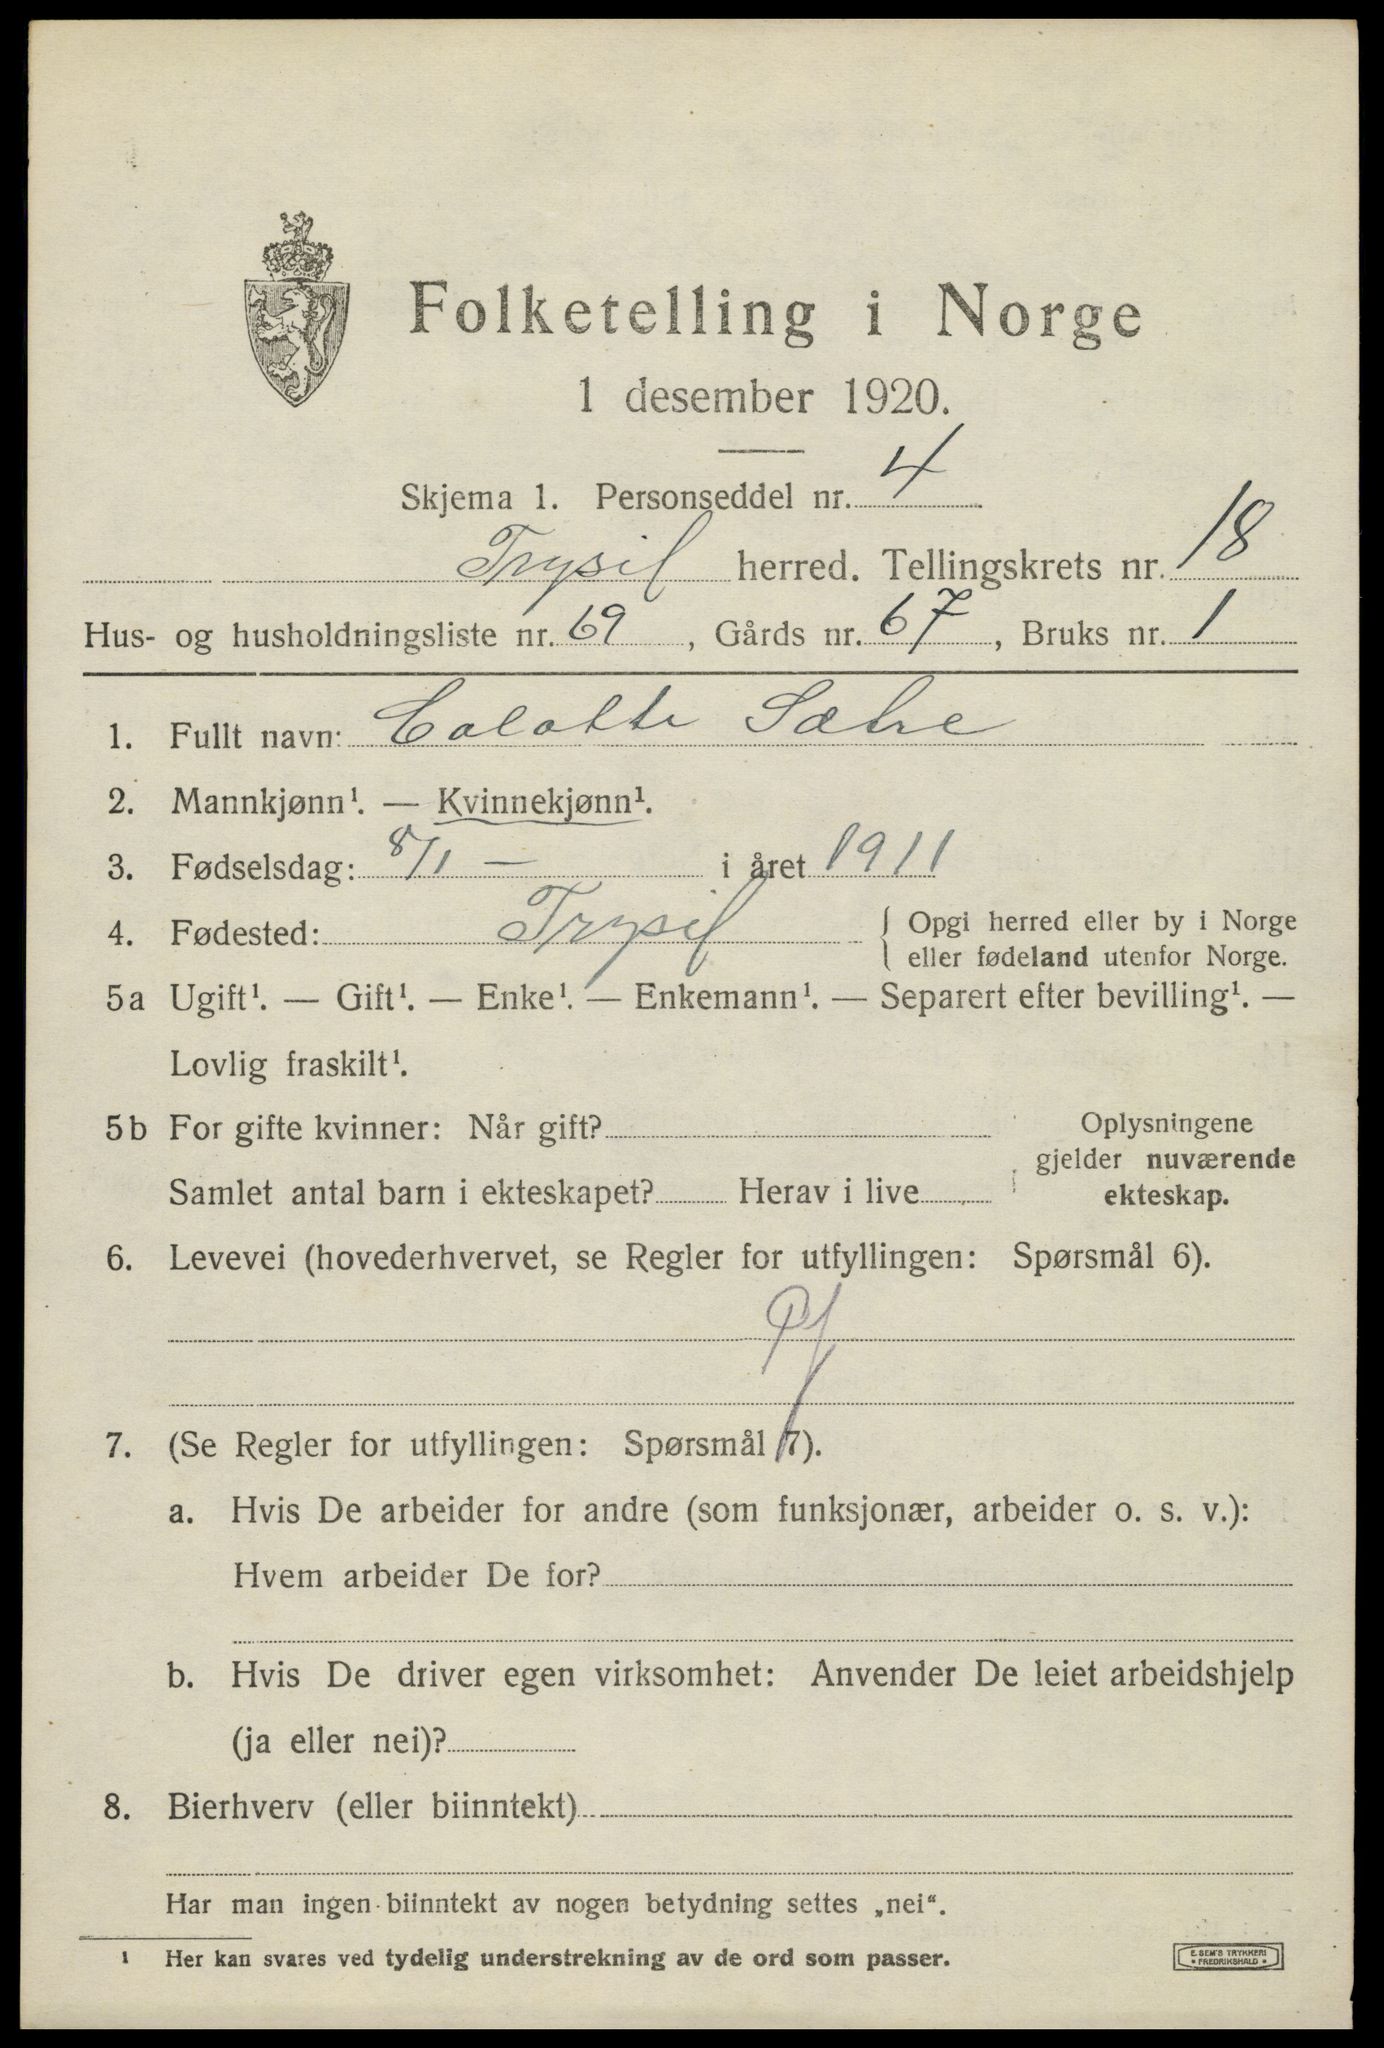 Folketelling i Norge
1 desember 1920.
Skjema 1. Personseddel nr. 4
Trysil herred. Tellingskrets nr. 18
Hus- og husholdningsliste nr. 69, Gårds nr. 67, Bruks nr. 1
1. Fullt navn: Calotte Sætre
2. Mannkjønn¹. — Kvinnekjønn¹.
3. Fødselsdag: 8/1 — i året 1911
4. Fødested: Trysil { Opgi herred eller by i Norge
eller fødeland utenfor Norge.
5a Ugift¹. — Gift¹. — Enke¹. — Enkemann¹. — Separert efter bevilling¹. —
Lovlig fraskilt¹.
5b For gifte kvinner: Når gift?
Samlet antal barn i ekteskapet? Herav i live
Oplysningene
gjelder nuværende
ekteskap.
6. Levevei (hovederhvervet, se Regler for utfyllingen: Spørsmål 6).
Pf
7. (Se Regler for utfyllingen: Spørsmål 7).
a. Hvis De arbeider for andre (som funksjonær, arbeider o. s. v.):
Hvem arbeider De for?
b. Hvis De driver egen virksomhet: Anvender De leiet arbeidshjelp
(ja eller nei)?
8. Bierhverv (eller biinntekt)
Har man ingen biinntekt av nogen betydning settes „nei“.
¹ Her kan svares ved tydelig understrekning av de ord som passer.
E. SEM'S TRYKKERI
• FREDRIKSHALD •